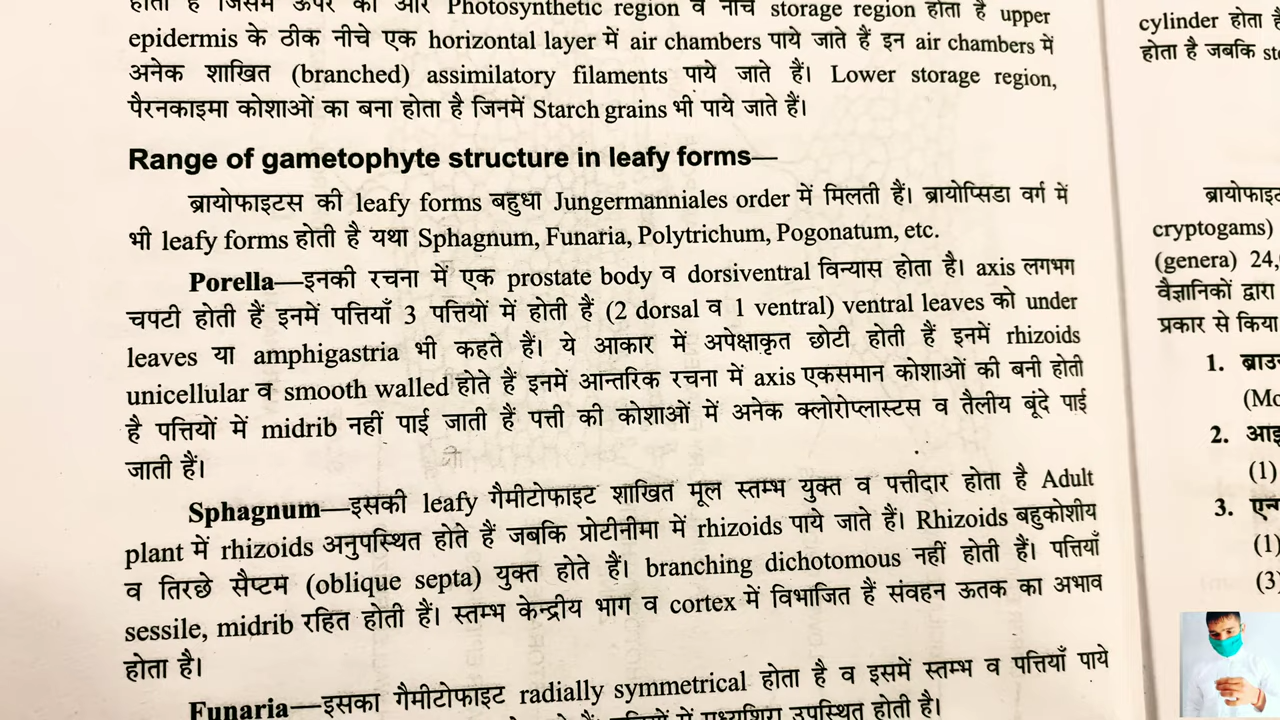 होता है जिसमें ऊपर की ओर Photosynthetic region व नीचे storage region होता है upper
epidermis के ठीक नीचे एक horizontal layer में air chambers पाये जाते हैं इन air chambers में
अनेक शाखित (branched) assimilatory filaments पाये जाते हैं। Lower storage region,
पैरनकाइमा कोशाओं का बना होता है जिनमें Starch grains भी पाये जाते हैं।
Range of gametophyte structure in leafy forms—
ब्रायोफाइटस की leafy forms बहुधा Jungermanniales order में मिलती हैं। ब्रायोप्सिडा वर्ग में
भी leafy forms होती है यथा Sphagnum, Funaria, Polytrichum, Pogonatum, etc.
Porella—इनकी रचना में एक prostate body व dorsiventral विन्यास होता है। axis लगभग
चपटी होती हैं इनमें पत्तियाँ 3 पत्तियों में होती हैं (2 dorsal व 1 ventral) ventral leaves को under
leaves या amphigastria भी कहते हैं। ये आकार में अपेक्षाकृत छोटी होती हैं इनमें rhizoids
unicellular व smooth walled होते हैं इनमें आन्तरिक रचना में axis एकसमान कोशाओं की बनी होती
है पत्तियों में midrib नहीं पाई जाती हैं पत्ती की कोशाओं में अनेक क्लोरोप्लास्टस व तैलीय बूंदे पाई
जाती हैं।
Sphagnum—इसकी leafy गैमीटोफाइट शाखित मूल स्तम्भ युक्त व पत्तीदार होता है Adult
plant में rhizoids अनुपस्थित होते हैं जबकि प्रोटीनीमा में rhizoids पाये जाते हैं। Rhizoids बहुकोशीय
व तिरछे सैप्टम (oblique septa) युक्त होते हैं। branching dichotomous नहीं होती हैं। पत्तियाँ
sessile, midrib रहित होती हैं। स्तम्भ केन्द्रीय भाग व cortex में विभाजित हैं संवहन ऊतक का अभाव
होता है।
Funaria—इसका गैमीटोफाइट radially symmetrical होता है व इसमें स्तम्भ व पत्तियाँ पाये
में मध्यशिरा उपस्थित होती है।
cylinder होता है
होता है जबकि
ब्रायोफाइट
cryptogams)
(genera) 24,
वैज्ञानिकों द्वारा
प्रकार से किया
1.
2.
(1)
3.
(1)
(3)